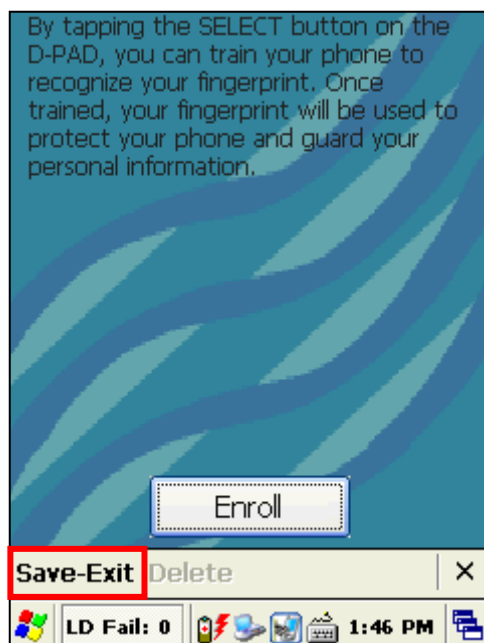 By tapping the SELECT button on the
D-PAD, you can train your phone to
recognize your fingerprint. Once
trained, your fingerprint will be used to
protect your phone and guard your
personal information.
Enroll
Save-Exit Delete
LD Fail: 0 1:46 PM